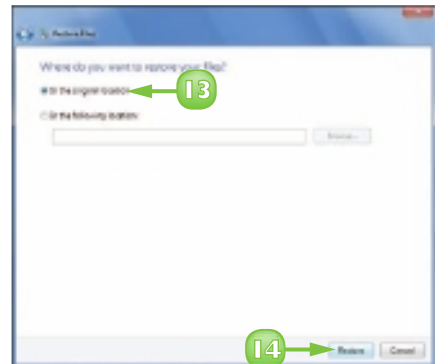 Restore Files
Where do you want to restore your files?
In the original location
13
In the following location:
Browse...
14
Restore
Cancel